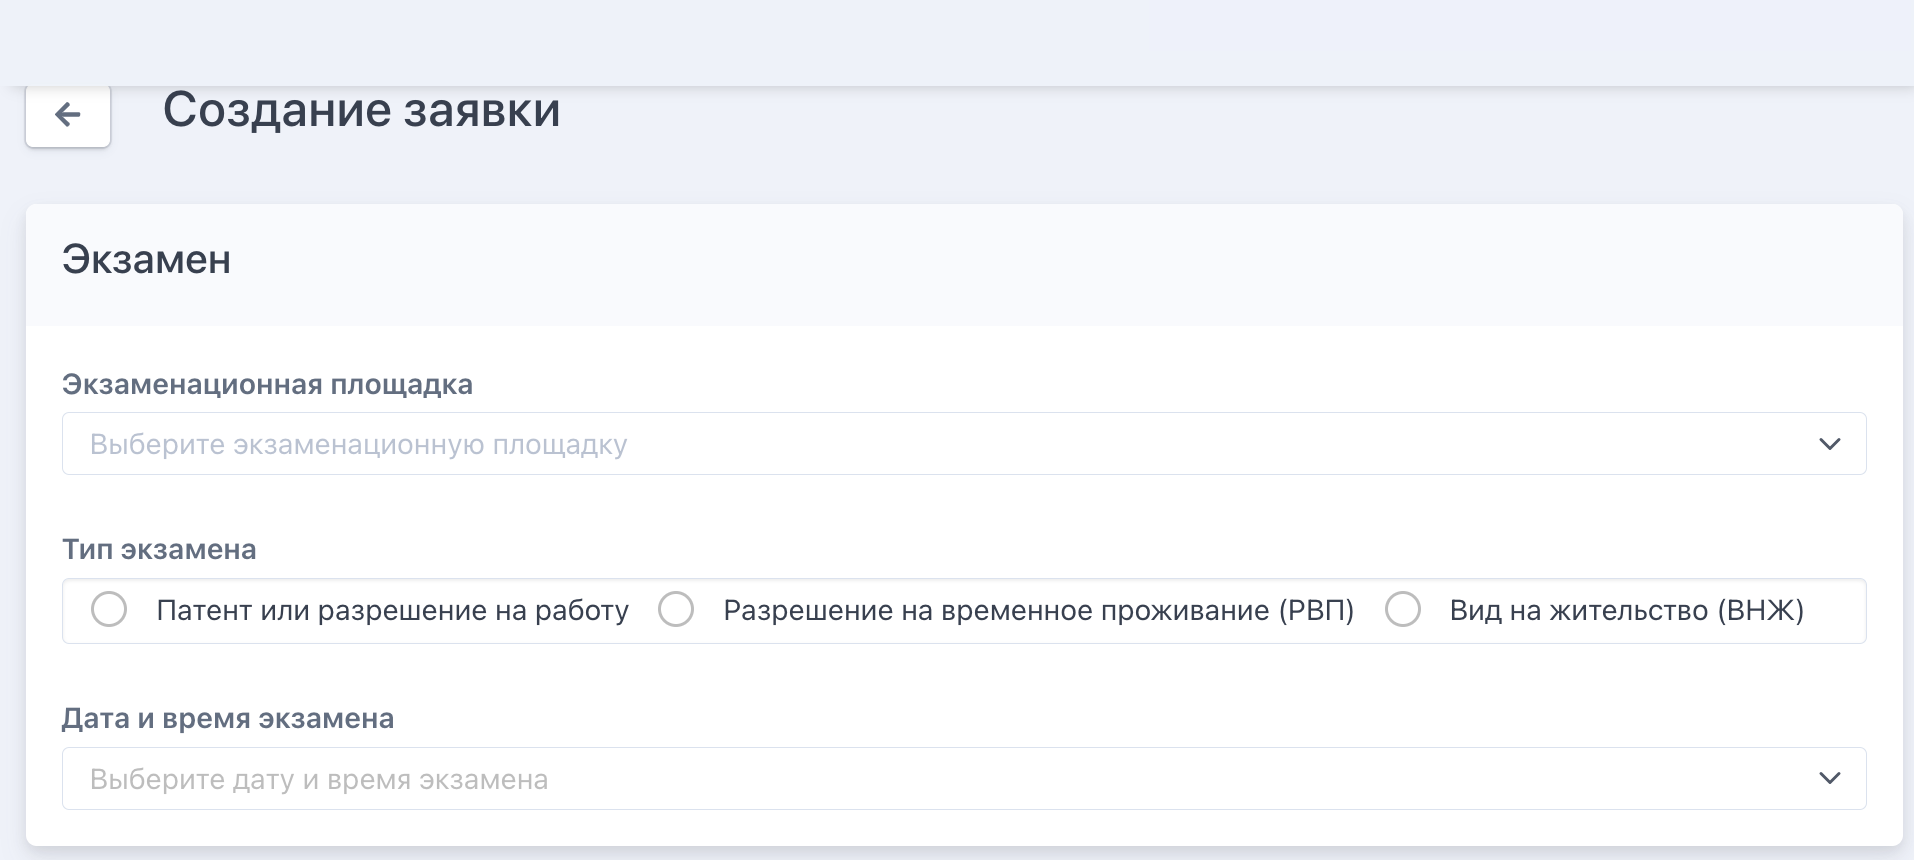 Создание заявки
Экзамен
Экзаменационная площадка
Выберите экзаменационную площадку
Тип экзамена
Патент или разрешение на работу Разрешение на временное проживание (РВП) Вид на жительство (ВНЖ)
Дата и время экзамена
Выберите дату и время экзамена